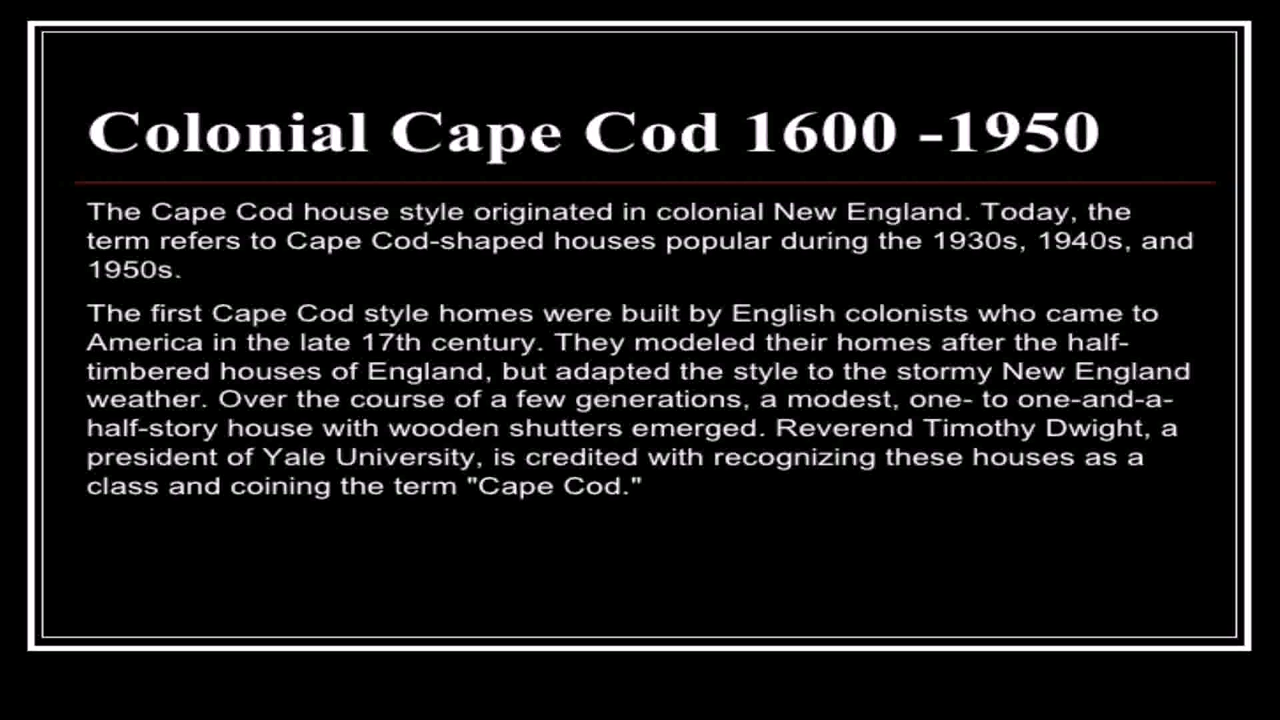 Colonial Cape Cod 1600 -1950
The Cape Cod house style originated in colonial New England. Today, the
term refers to Cape Cod-shaped houses popular during the 1930s, 1940s, and
1950s.
The first Cape Cod style homes were built by English colonists who came to
America in the late 17th century. They modeled their homes after the half-
timbered houses of England, but adapted the style to the stormy New England
weather. Over the course of a few generations, a modest, one- to one-and-a-
half-story house with wooden shutters emerged. Reverend Timothy Dwight, a
president of Yale University, is credited with recognizing these houses as a
class and coining the term "Cape Cod."